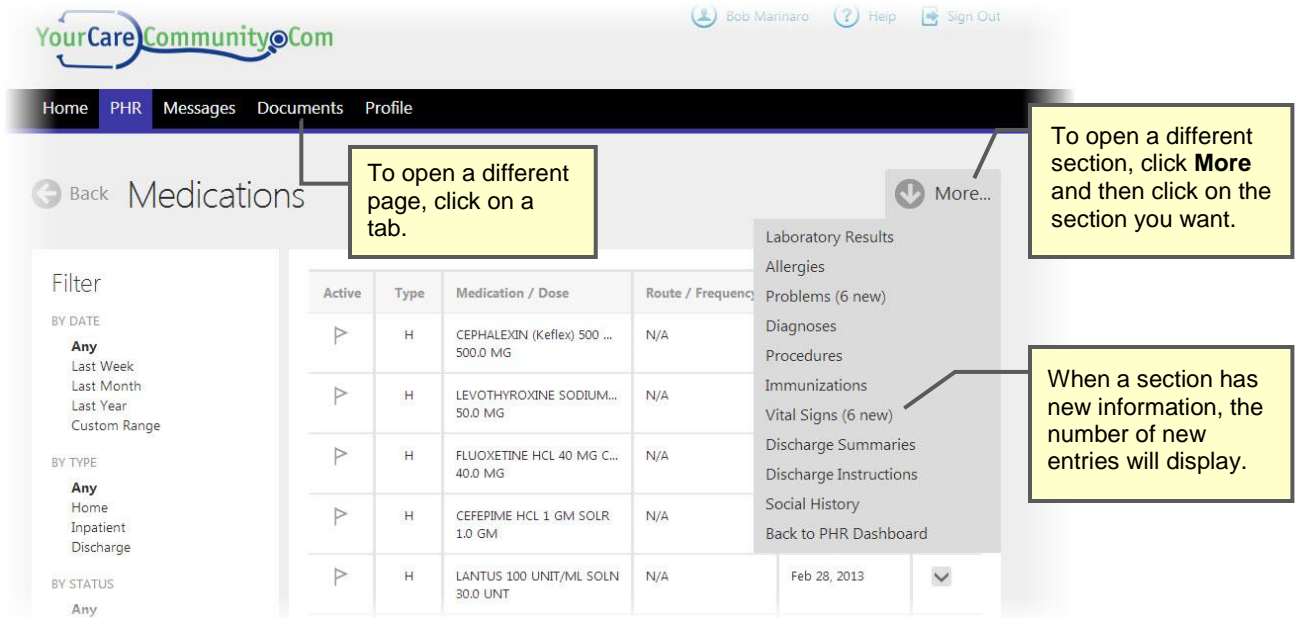 YourCareCommunity.Com
Bob Marinaro Help Sign Out
Home PHR Messages Documents Profile
To open a different
page, click on a
tab.
To open a different
section, click More
and then click on the
section you want.
Back Medications
More...
Laboratory Results
Allergies
Problems (6 new)
Diagnoses
Procedures
Immunizations
Vital Signs (6 new)
Discharge Summaries
Discharge Instructions
Social History
Back to PHR Dashboard
When a section has
new information, the
number of new
entries will display.
Filter
BY DATE
Any
Last Week
Last Month
Last Year
Custom Range
BY TYPE
Any
Home
Inpatient
Discharge
BY STATUS
Any
Active Type Medication / Dose Route / Frequency
H CEPHALEXIN (Keflex) 500 ... N/A
500.0 MG
H LEVOTHYROXINE SODIUM... N/A
50.0 MG
H FLUOXETINE HCL 40 MG C... N/A
40.0 MG
H CEFEPIME HCL 1 GM SOLR N/A
1.0 GM
H LANTUS 100 UNIT/ML SOLN N/A Feb 28, 2013
30.0 UNT